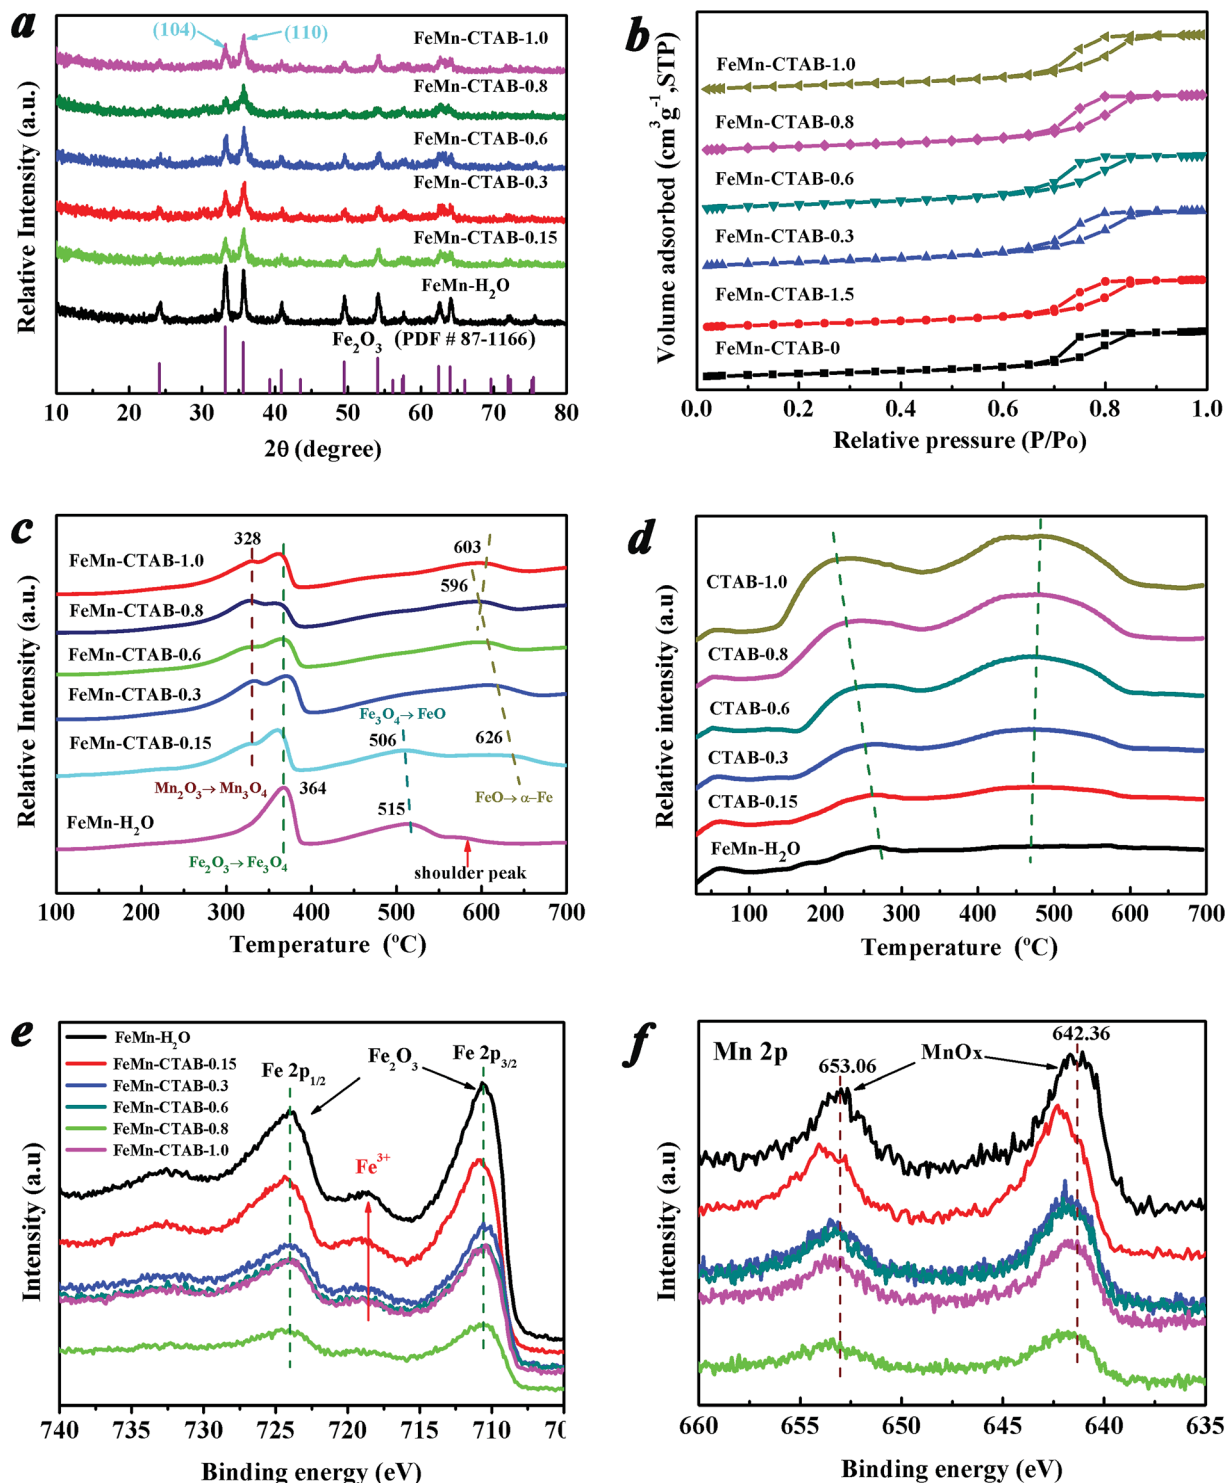 a
(104)
(110)
FeMn-CTAB-1.0
FeMn-CTAB-0.8
FeMn-CTAB-0.6
FeMn-CTAB-0.3
FeMn-CTAB-0.15
FeMn-H₂O
Fe₂O₃ (PDF # 87-1166)
Relative Intensity (a.u.)
10 20 30 40 50 60 70 80
2θ (degree)
b
FeMn-CTAB-1.0
FeMn-CTAB-0.8
FeMn-CTAB-0.6
FeMn-CTAB-0.3
FeMn-CTAB-1.5
FeMn-CTAB-0
Volume adsorbed (cm³g⁻¹,STP)
0.0 0.2 0.4 0.6 0.8 1.0
Relative pressure (P/Po)
c
328
603
FeMn-CTAB-1.0
596
FeMn-CTAB-0.8
FeMn-CTAB-0.6
FeMn-CTAB-0.3
Fe₃O₄→FeO
FeMn-CTAB-0.15
506
626
Mn₂O₃→Mn₃O₄
364
FeO→α-Fe
515
FeMn-H₂O
Fe₂O₃→Fe₃O₄
shoulder peak
Relative Intensity (a.u.)
100 200 300 400 500 600 700
Temperature (ºC)
d
CTAB-1.0
CTAB-0.8
CTAB-0.6
CTAB-0.3
CTAB-0.15
FeMn-H₂O
Relative intensity (a.u)
100 200 300 400 500 600 700
Temperature (ºC)
e
FeMn-H₂O
FeMn-CTAB-0.15
FeMn-CTAB-0.3
FeMn-CTAB-0.6
FeMn-CTAB-0.8
FeMn-CTAB-1.0
Fe 2p₁/₂
Fe₂O₃
Fe 2p₃/₂
Fe³⁺
Intensity (a.u)
740 735 730 725 720 715 710 70
Binding energy (eV)
f
Mn 2p
653.06
MnOx
642.36
Intensity (a.u)
660 655 650 645 640 635
Binding energy (eV)